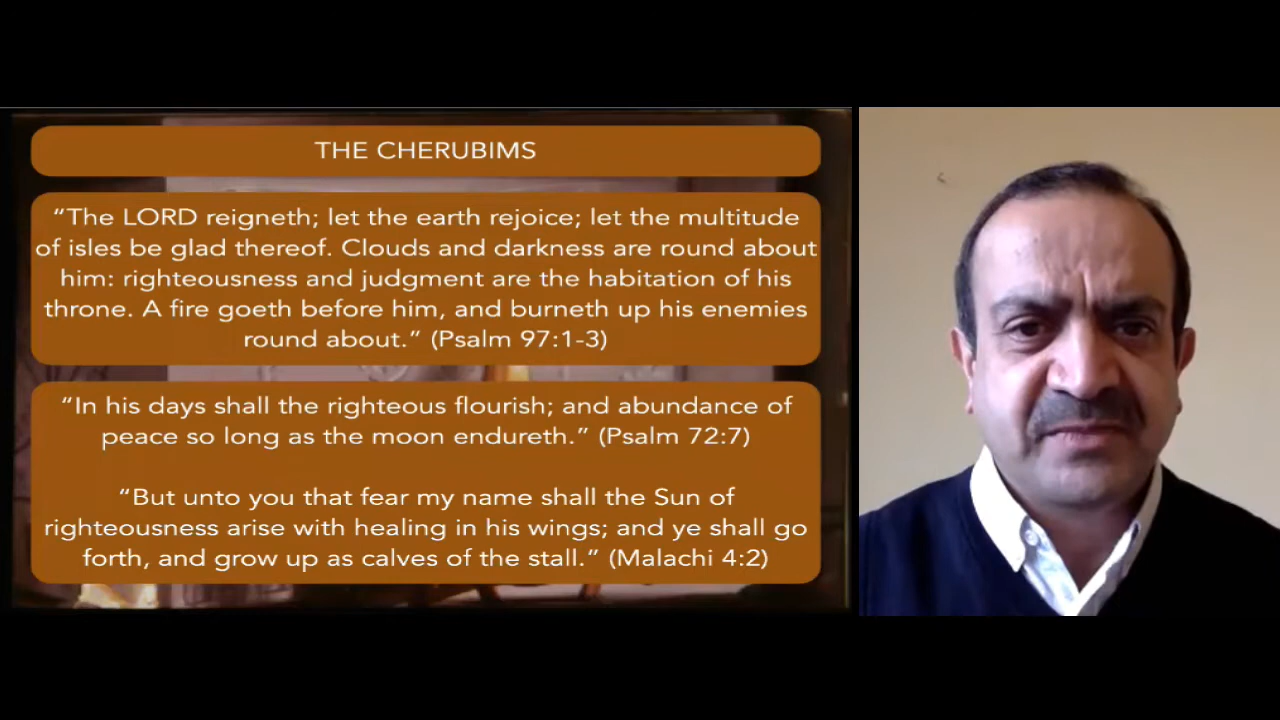 THE CHERUBIMS
“The LORD reigneth; let the earth rejoice; let the multitude
of isles be glad thereof. Clouds and darkness are round about
him: righteousness and judgment are the habitation of his
throne. A fire goeth before him, and burneth up his enemies
round about.” (Psalm 97:1-3)
“In his days shall the righteous flourish; and abundance of
peace so long as the moon endureth.” (Psalm 72:7)
“But unto you that fear my name shall the Sun of
righteousness arise with healing in his wings; and ye shall go
forth, and grow up as calves of the stall.” (Malachi 4:2)